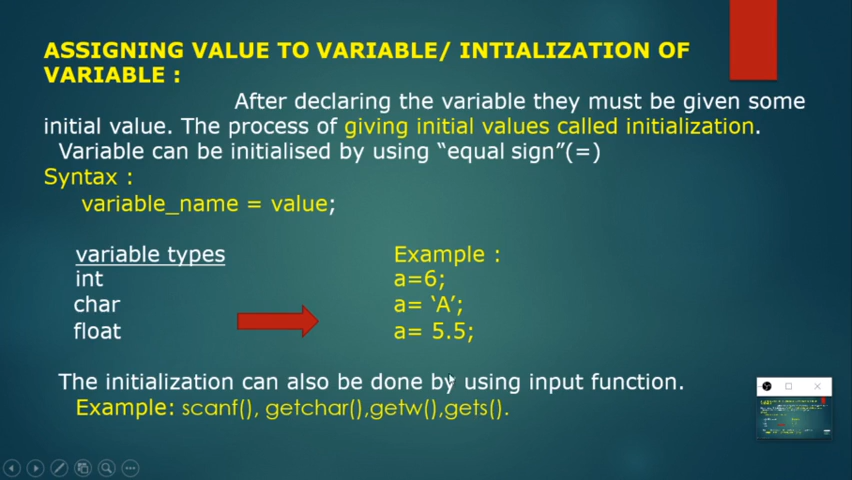 ASSIGNING VALUE TO VARIABLE/ INTIALIZATION OF
VARIABLE :
After declaring the variable they must be given some
initial value. The process of giving initial values called initialization.
Variable can be initialised by using “equal sign”(=)
Syntax :
variable_name = value;
variable types Example :
int a=6;
char a= ‘A’;
float a= 5.5;
The initialization can also be done by using input function.
Example: scanf(), getchar(),getw(),gets().